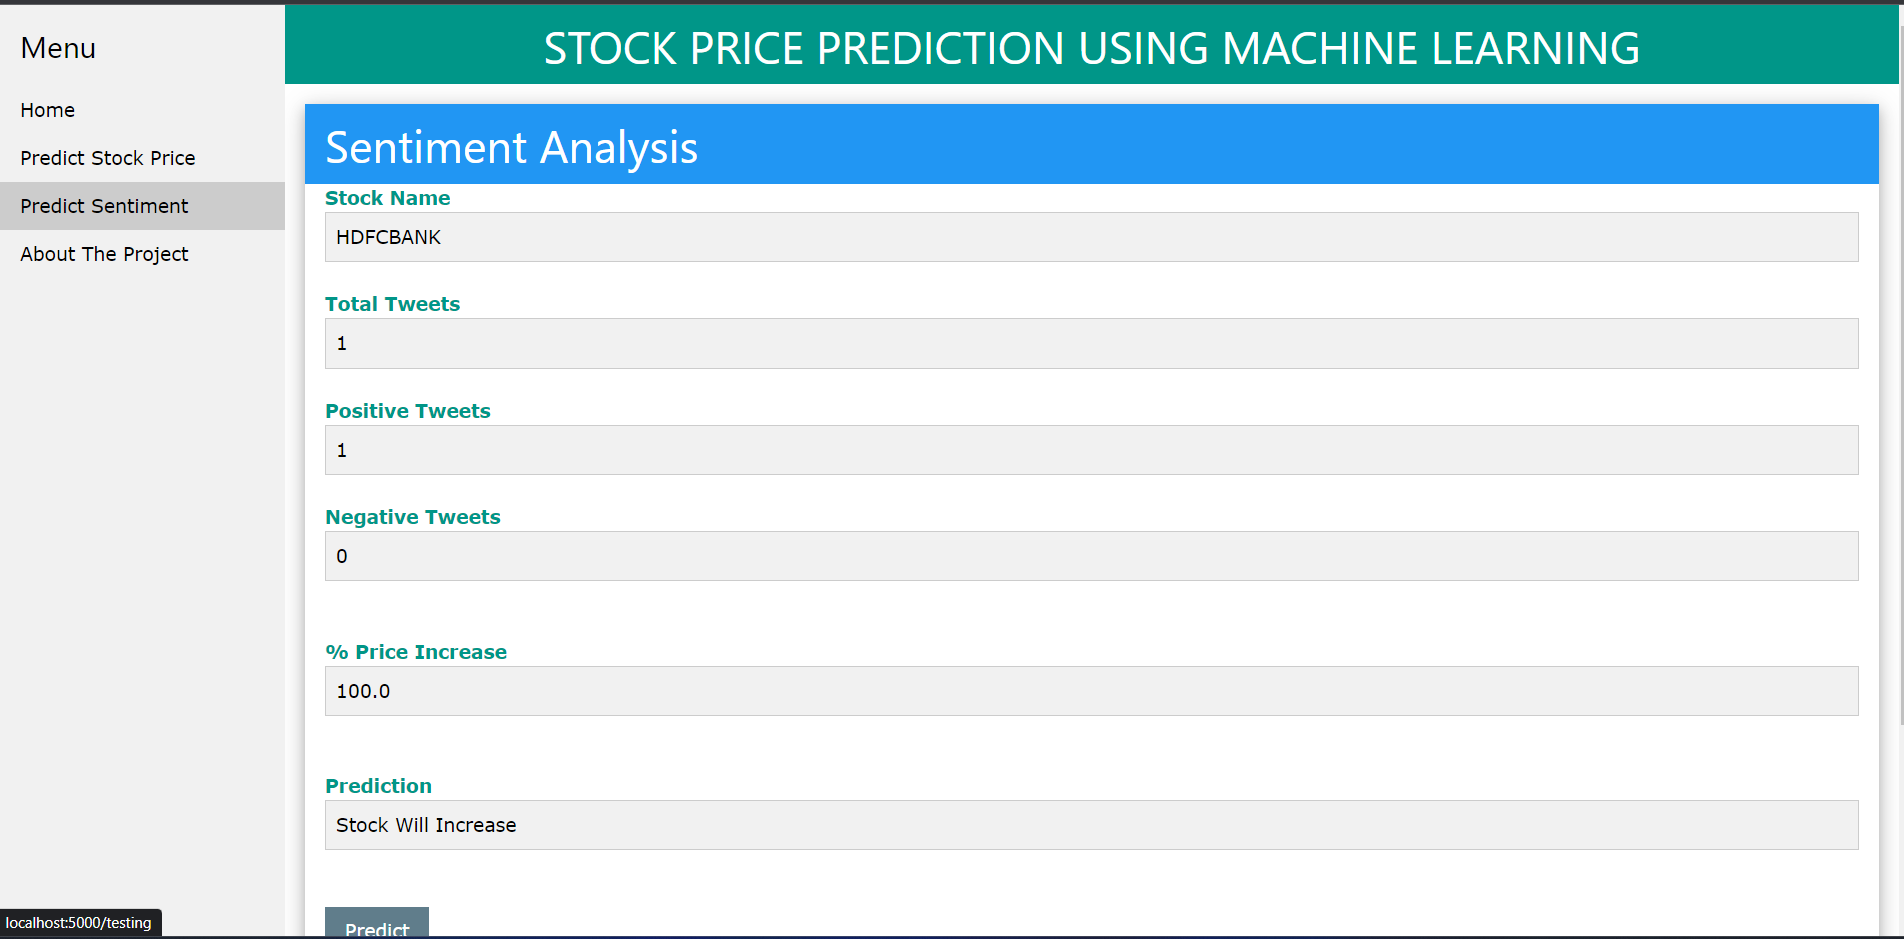 Menu
Home
Predict Stock Price
Predict Sentiment
About The Project
STOCK PRICE PREDICTION USING MACHINE LEARNING
Sentiment Analysis
Stock Name
HDFCBANK
Total Tweets
1
Positive Tweets
1
Negative Tweets
0
% Price Increase
100.0
Prediction
Stock Will Increase
Predict
localhost:5000/testing